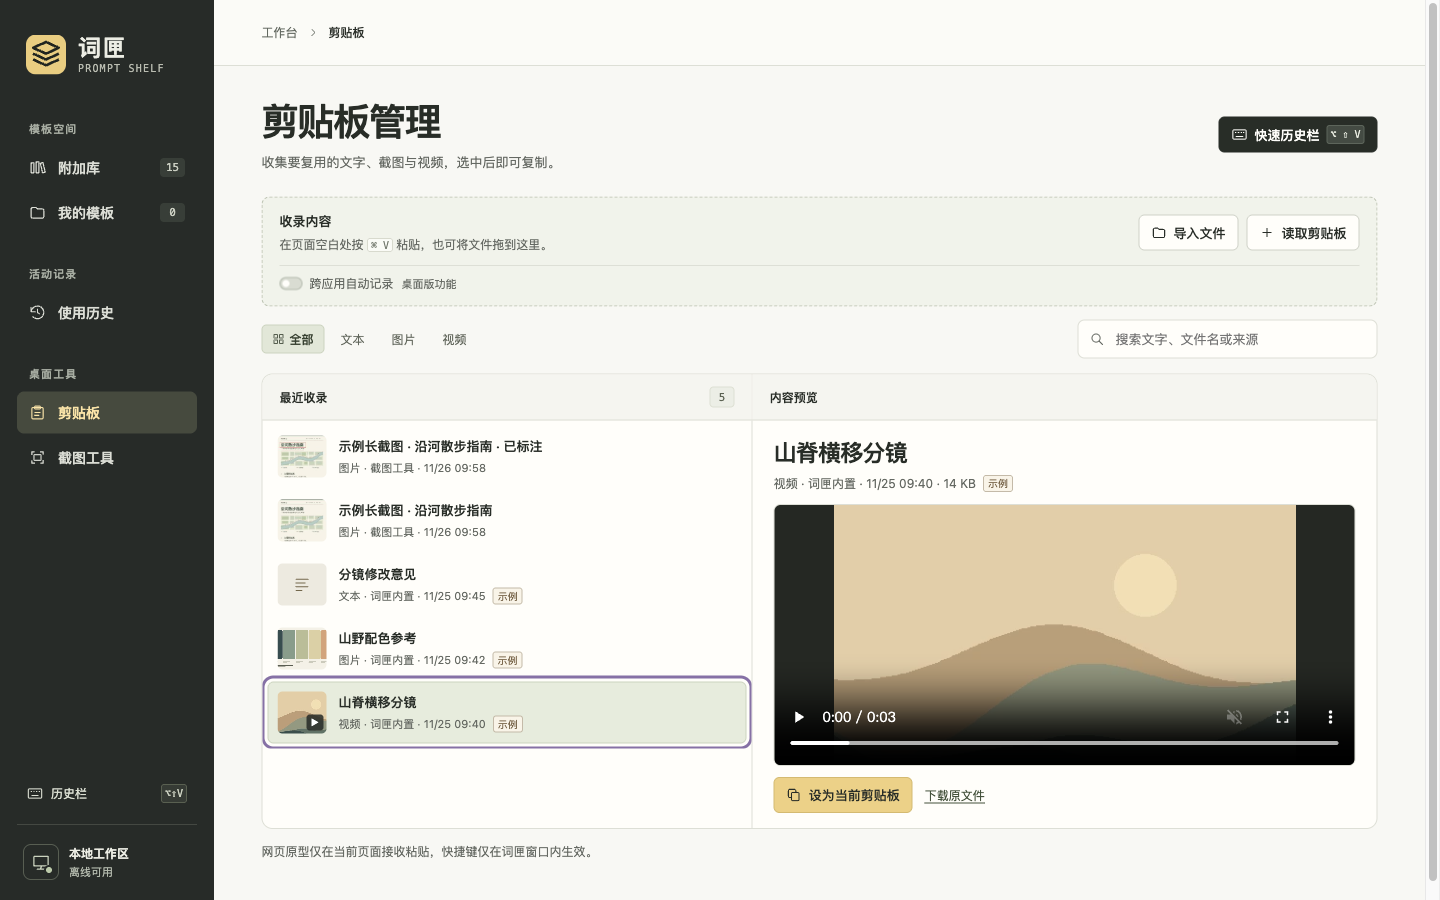 词匣
PROMPT SHELF
模板空间
附加库 15
我的模板 0
活动记录
使用历史
桌面工具
剪贴板
截图工具
历史栏 ⌥⇧V
本地工作区
离线可用
工作台 > 剪贴板
剪贴板管理
收集要复用的文字、截图与视频，选中后即可复制。
快速历史栏 ⌥ ⇧ V
收录内容
在页面空白处按 ⌘ V 粘贴，也可将文件拖到这里。
导入文件
读取剪贴板
跨应用自动记录 桌面版功能
全部 文本 图片 视频
搜索文字、文件名或来源
最近收录 5
示例长截图 · 沿河散步指南 · 已标注
图片 · 截图工具 · 11/26 09:58
示例长截图 · 沿河散步指南
图片 · 截图工具 · 11/26 09:58
分镜修改意见
文本 · 词匣内置 · 11/25 09:45 示例
山野配色参考
图片 · 词匣内置 · 11/25 09:42 示例
山脊横移分镜
视频 · 词匣内置 · 11/25 09:40 示例
内容预览
山脊横移分镜
视频 · 词匣内置 · 11/25 09:40 · 14 KB 示例
0:00 / 0:03
设为当前剪贴板
下载原文件
网页原型仅在当前页面接收粘贴，快捷键仅在词匣窗口内生效。